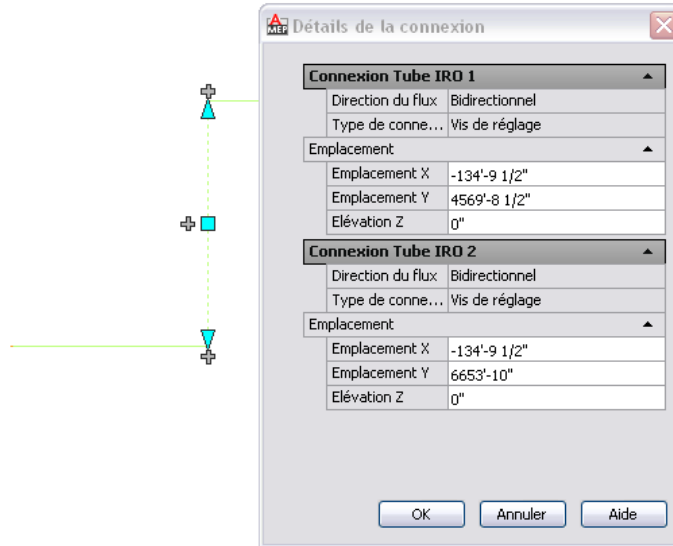 MEP Détails de la connexion
Connexion Tube IRO 1
Direction du flux Bidirectionnel
Type de conne... Vis de réglage
Emplacement
Emplacement X -134'-9 1/2"
Emplacement Y 4569'-8 1/2"
Elévation Z 0"
Connexion Tube IRO 2
Direction du flux Bidirectionnel
Type de conne... Vis de réglage
Emplacement
Emplacement X -134'-9 1/2"
Emplacement Y 6653'-10"
Elévation Z 0"
OK Annuler Aide